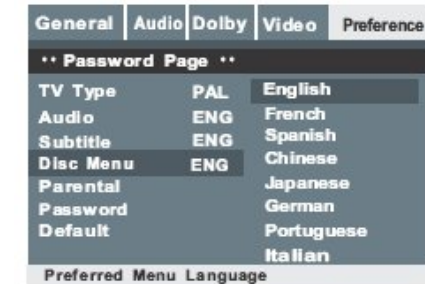 General Audio Dolby Video Preference
·· Password Page ··
TV Type PAL English
Audio ENG French
Subtitle ENG Spanish
Disc Menu ENG Chinese
Parental Japanese
Password German
Default Portuguese
Italian
Preferred Menu Language